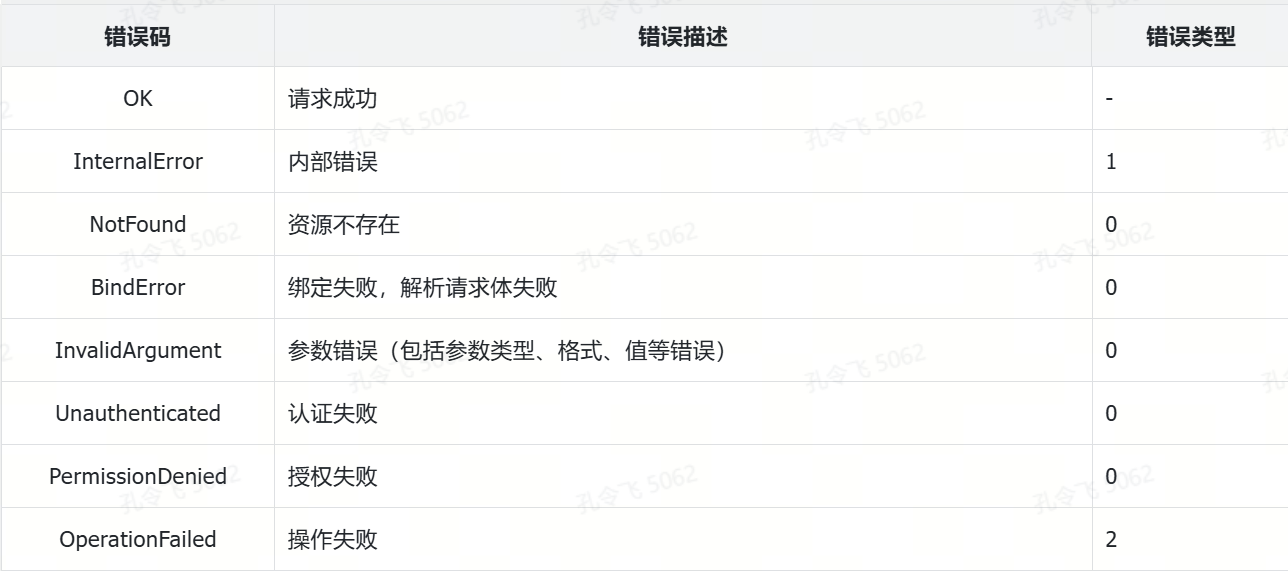 错误码 错误描述 错误类型
OK 请求成功 -
InternalError 内部错误 1
NotFound 资源不存在 0
BindError 绑定失败，解析请求体失败 0
InvalidArgument 参数错误（包括参数类型、格式、值等错误） 0
Unauthenticated 认证失败 0
PermissionDenied 授权失败 0
OperationFailed 操作失败 2
孔令飞 5062